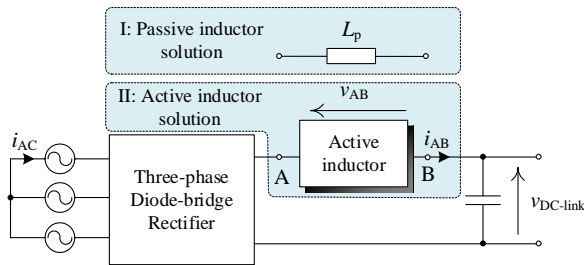 I: Passive inductor
solution
Lp
II: Active inductor
solution
vAB
iAC
Three-phase
Diode-bridge
Rectifier
A
Active
inductor
B
iAB
vDC-link